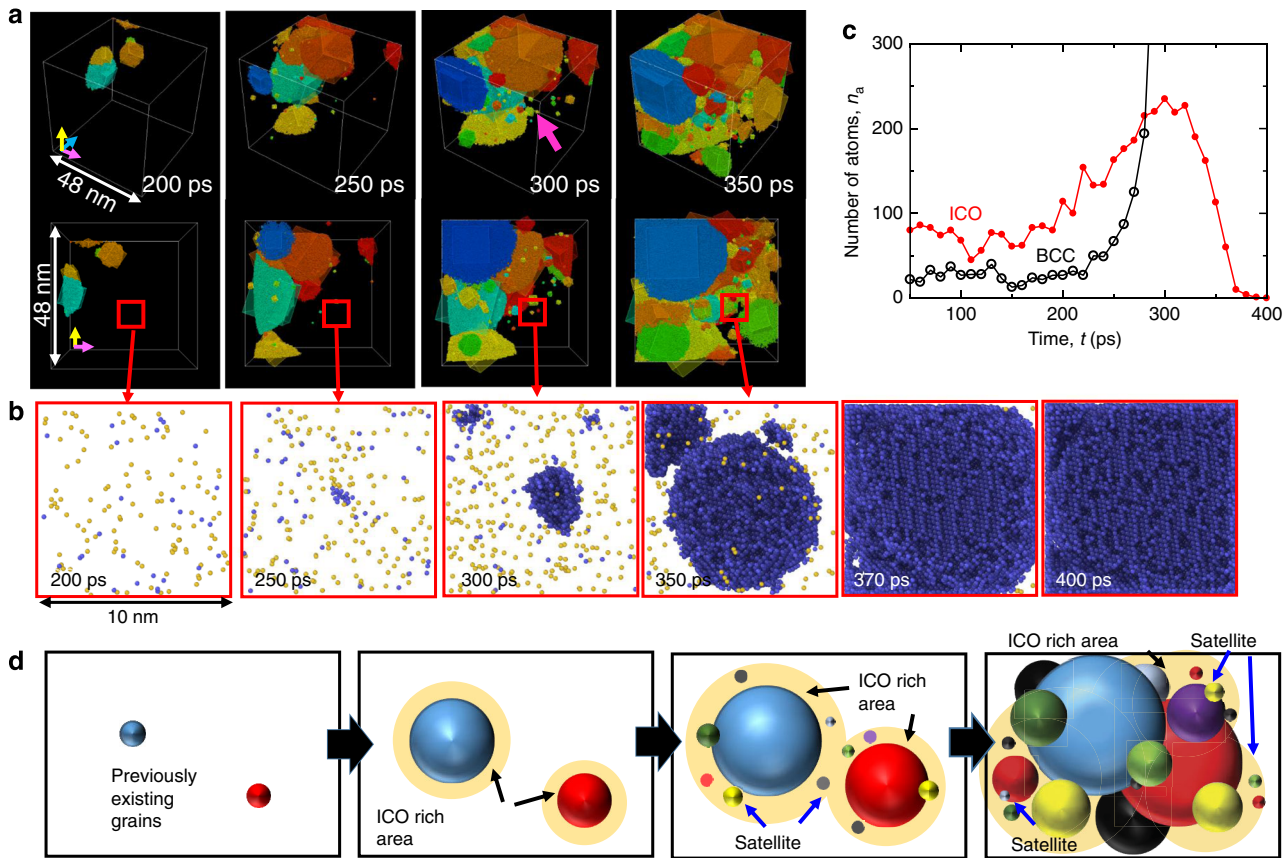 a
48 nm
200 ps
250 ps
300 ps
350 ps
48 nm
c
300
200
100
0
100
200
300
400
Number of atoms, nₐ
Time, t (ps)
ICO
BCC
b
200 ps
250 ps
300 ps
350 ps
370 ps
400 ps
10 nm
d
Previously
existing
grains
ICO rich
area
ICO rich
area
Satellite
ICO rich area
Satellite
Satellite